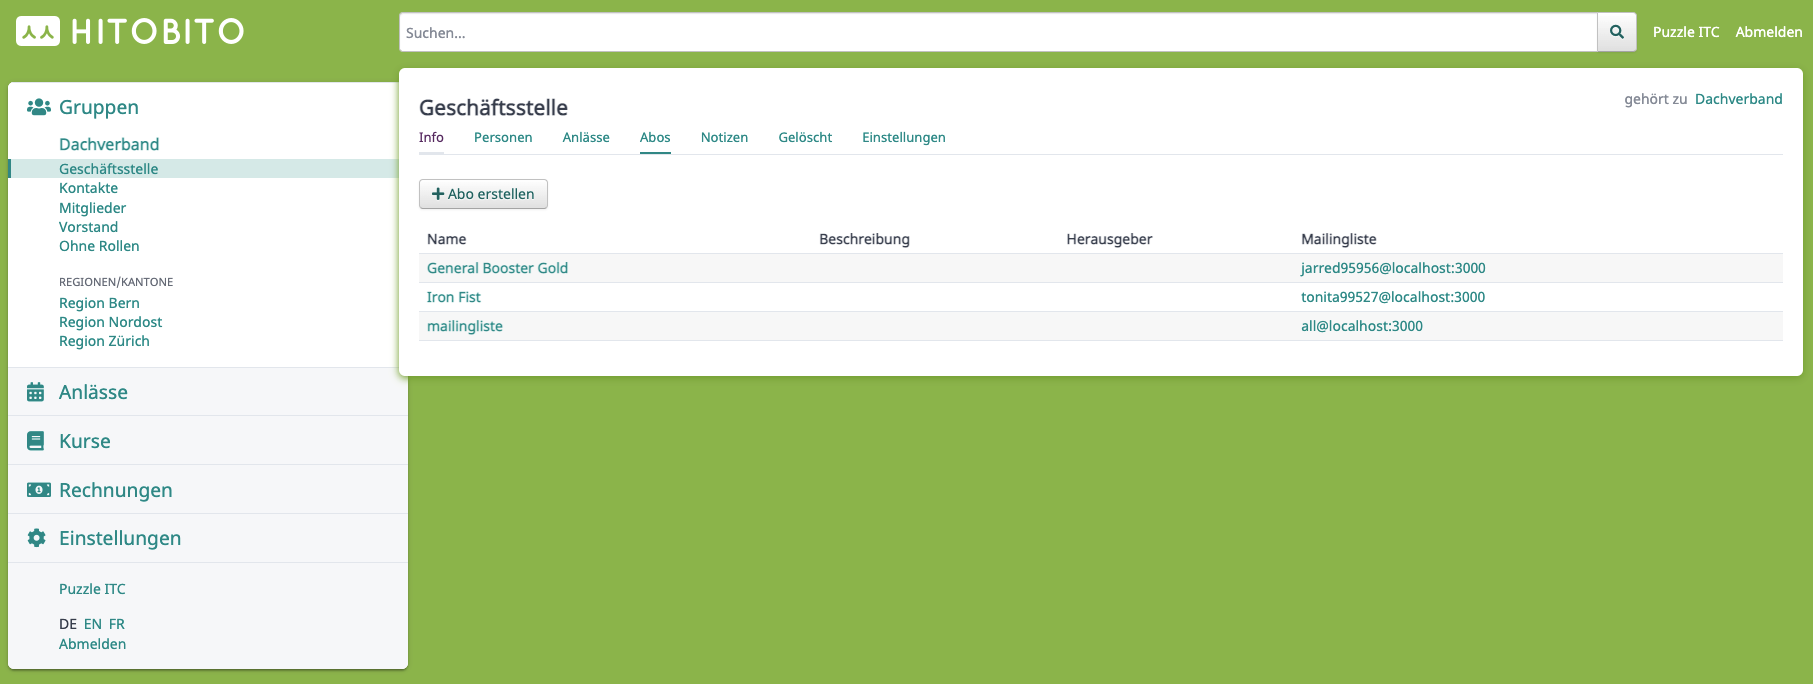 HITOBITO
Suchen...
Puzzle ITC Abmelden
Gruppen
Dachverband
Geschäftsstelle
Kontakte
Mitglieder
Vorstand
Ohne Rollen
REGIONEN/KANTONE
Region Bern
Region Nordost
Region Zürich
Anlässe
Kurse
Rechnungen
Einstellungen
Puzzle ITC
DE EN FR
Abmelden
Geschäftsstelle
gehört zu Dachverband
Info Personen Anlässe Abos Notizen Gelöscht Einstellungen
Abo erstellen
Name Beschreibung Herausgeber Mailingliste
General Booster Gold jarred95956@localhost:3000
Iron Fist tonita99527@localhost:3000
mailingliste all@localhost:3000